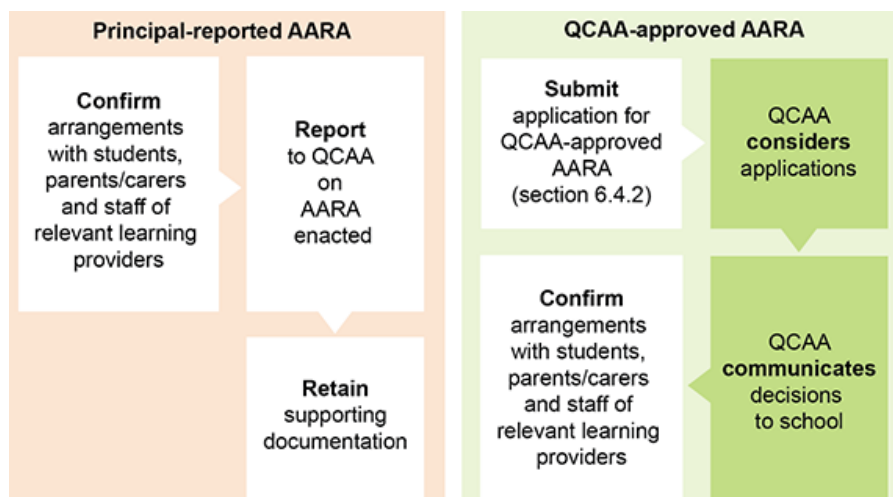 Principal-reported AARA
Confirm
arrangements
with students,
parents/carers
and staff of
relevant learning
providers
Report
to QCAA
on
AARA
enacted
Retain
supporting
documentation
QCAA-approved AARA
Submit
application for
QCAA-approved
AARA
(section 6.4.2)
QCAA
considers
applications
QCAA
communicates
decisions
to school
Confirm
arrangements
with students,
parents/carers
and staff of
relevant learning
providers